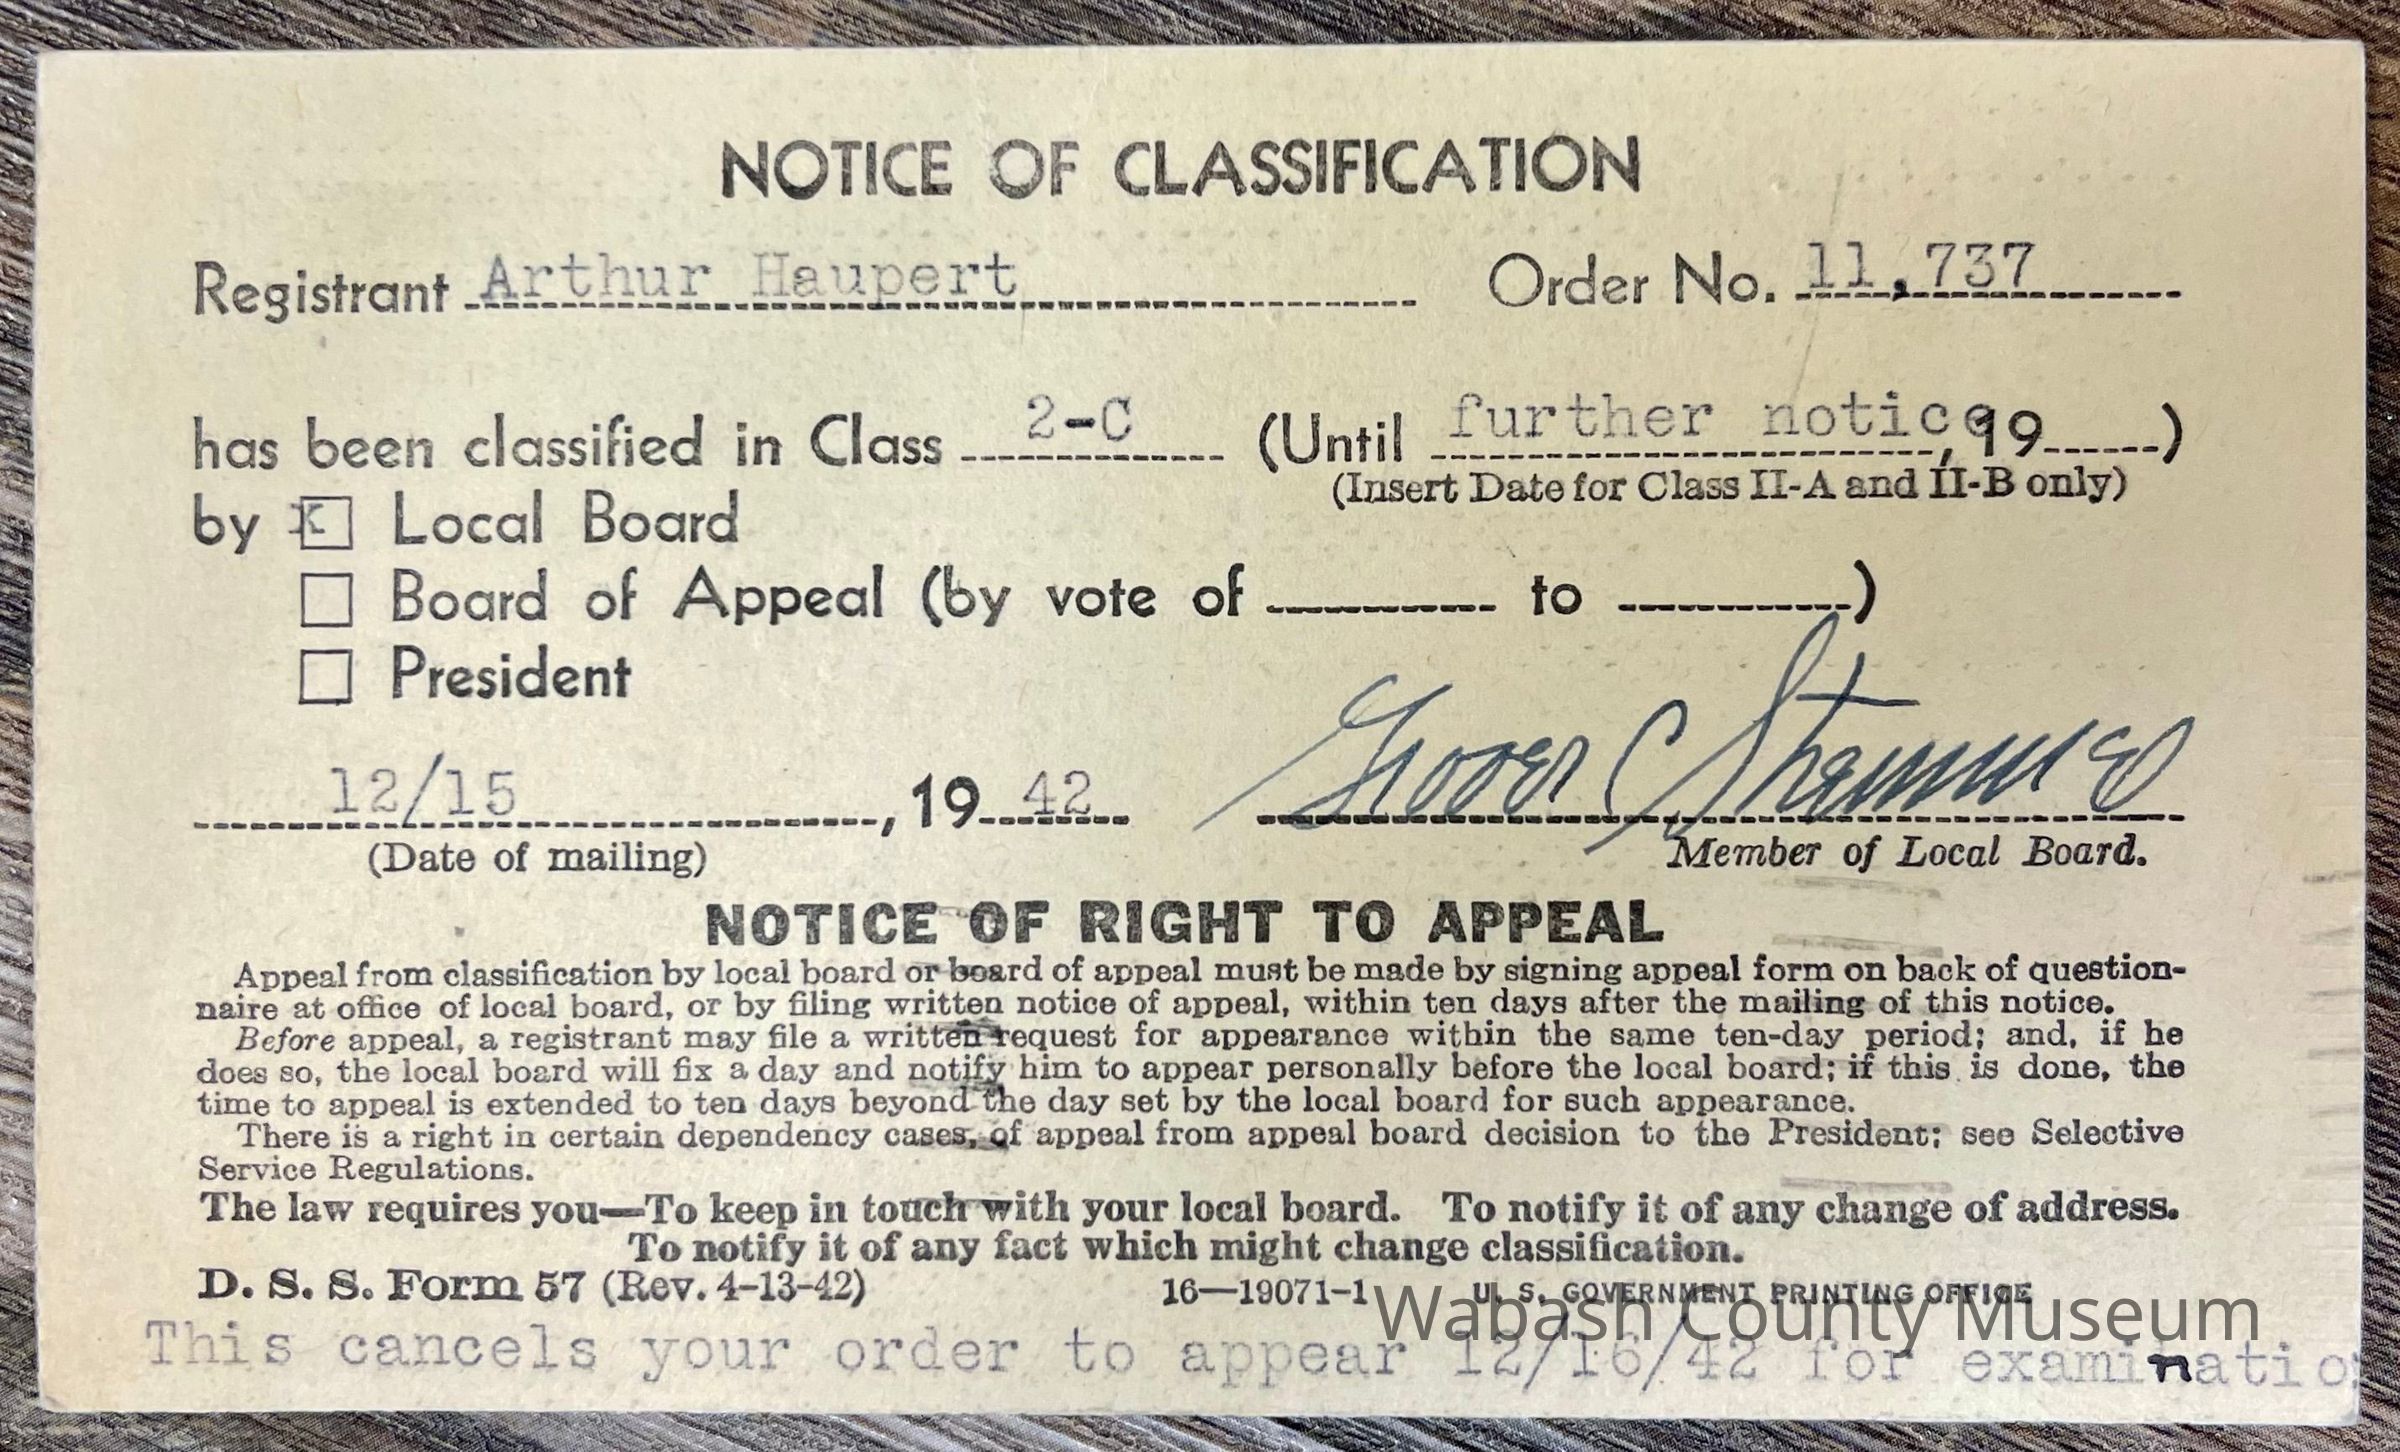 NOTICE OF CLASSIFICATION
Registrant Arthur Haupert Order No. 11,737
has been classified in Class 2-C (Until further notice, 19 )
(Insert Date for Class II-A and II-B only)
by X Local Board
Board of Appeal (by vote of to )
President
12/15, 19 42 Grover C
(Date of mailing) Member of Local Board.
NOTICE OF RIGHT TO APPEAL
Appeal from classification by local board or board of appeal must be made by signing appeal form on back of question-
naire at office of local board, or by filing written notice of appeal, within ten days after the mailing of this notice.
Before appeal, a registrant may file a written request for appearance within the same ten-day period; and, if he
does so, the local board will fix a day and notify him to appear personally before the local board; if this is done, the
time to appeal is extended to ten days beyond the day set by the local board for such appearance.
There is a right in certain dependency cases, of appeal from appeal board decision to the President; see Selective
Service Regulations.
The law requires you—To keep in touch with your local board. To notify it of any change of address.
To notify it of any fact which might change classification.
D. S. S. Form 57 (Rev. 4-13-42) 16—19071-1 U. S. GOVERNMENT PRINTING OFFICE
Wabash County Museum
This cancels your order to appear 12/16/42 for examinatio